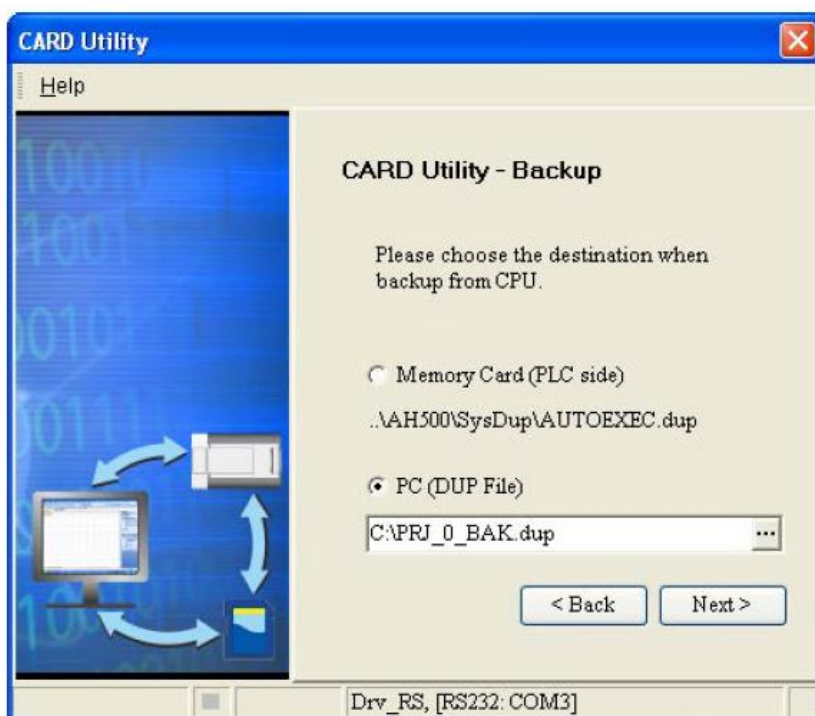 CARD Utility
Help
CARD Utility - Backup
Please choose the destination when
backup from CPU.
Memory Card (PLC side)
..\AH500\SysDup\AUTOEXEC.dup
PC (DUP File)
C:\PRJ_0_BAK.dup
...
< Back Next >
Drv_RS, [RS232: COM3]